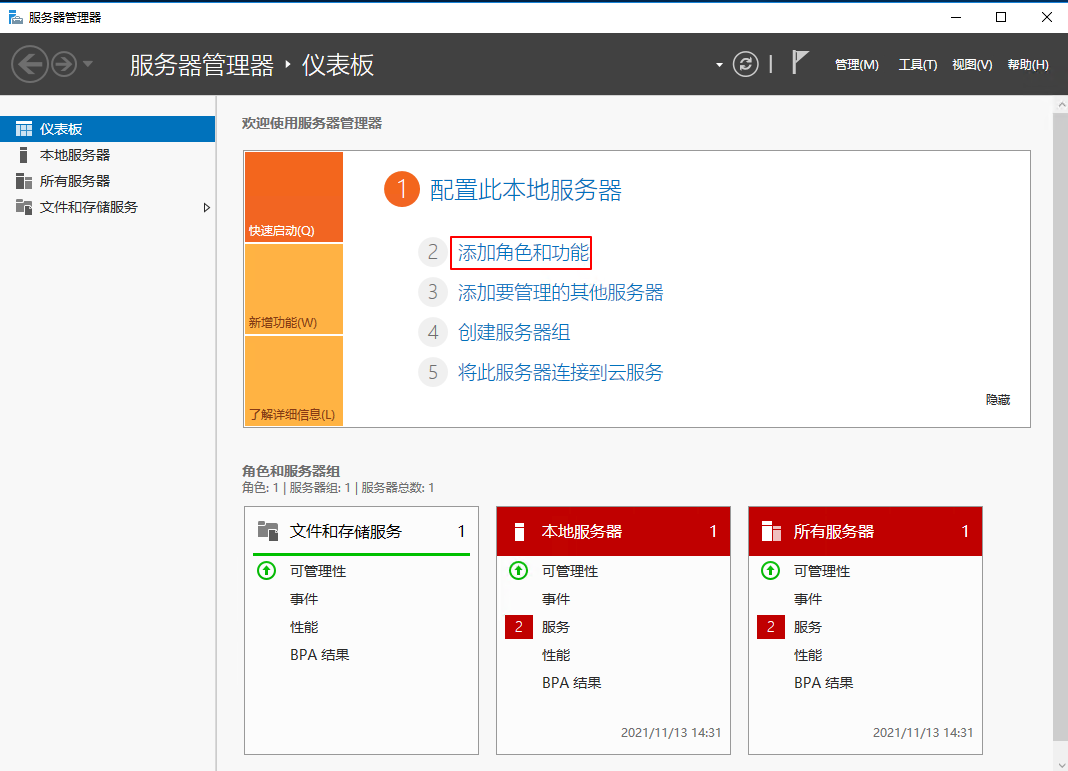 服务器管理器
服务器管理器 · 仪表板
管理(M) 工具(T) 视图(V) 帮助(H)
仪表板
本地服务器
所有服务器
文件和存储服务
欢迎使用服务器管理器
快速启动(Q)
新增功能(W)
了解详细信息(L)
1 配置此本地服务器
2 添加角色和功能
3 添加要管理的其他服务器
4 创建服务器组
5 将此服务器连接到云服务
隐藏
角色和服务器组
角色: 1 | 服务器组: 1 | 服务器总数: 1
文件和存储服务 1
可管理性
事件
性能
BPA 结果
本地服务器 1
可管理性
事件
2 服务
性能
BPA 结果
2021/11/13 14:31
所有服务器 1
可管理性
事件
2 服务
性能
BPA 结果
2021/11/13 14:31